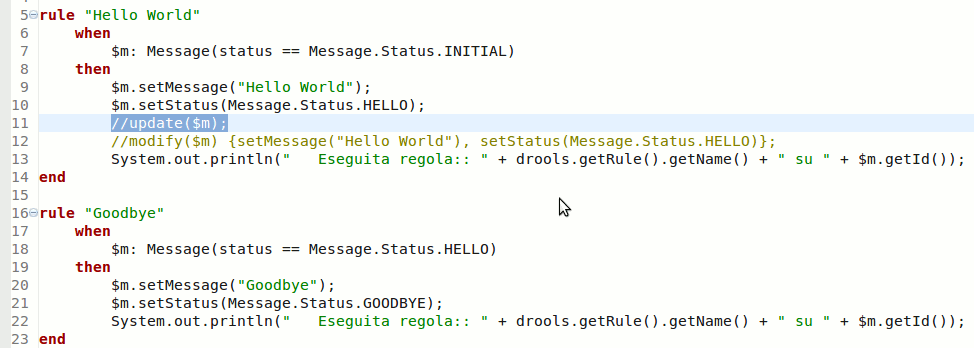 5 rule "Hello World"
6 when
7 $m: Message(status == Message.Status.INITIAL)
8 then
9 $m.setMessage("Hello World");
10 $m.setStatus(Message.Status.HELLO);
11 //update($m);
12 //modify($m) {setMessage("Hello World"), setStatus(Message.Status.HELLO)};
13 System.out.println("   Eseguita regola:: " + drools.getRule().getName() + " su " + $m.getId());
14 end
15
16 rule "Goodbye"
17 when
18 $m: Message(status == Message.Status.HELLO)
19 then
20 $m.setMessage("Goodbye");
21 $m.setStatus(Message.Status.GOODBYE);
22 System.out.println("   Eseguita regola:: " + drools.getRule().getName() + " su " + $m.getId());
23 end